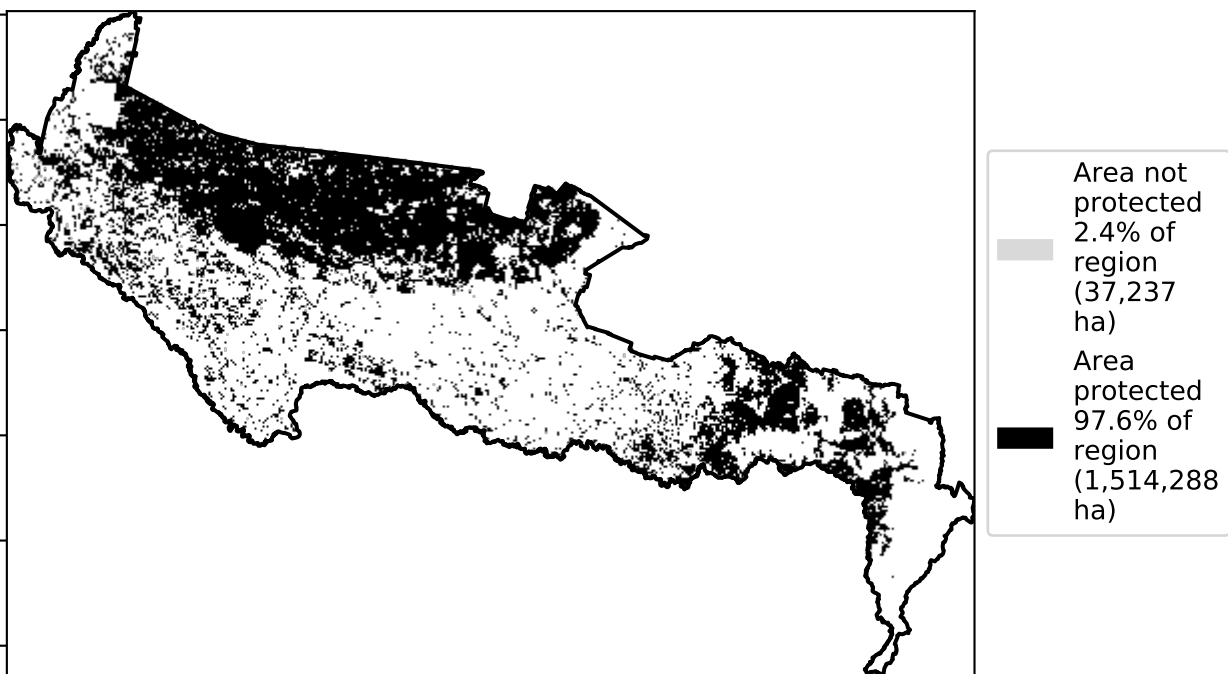 Area not
protected
2.4% of
region
(37,237
ha)
Area
protected
97.6% of
region
(1,514,288
ha)